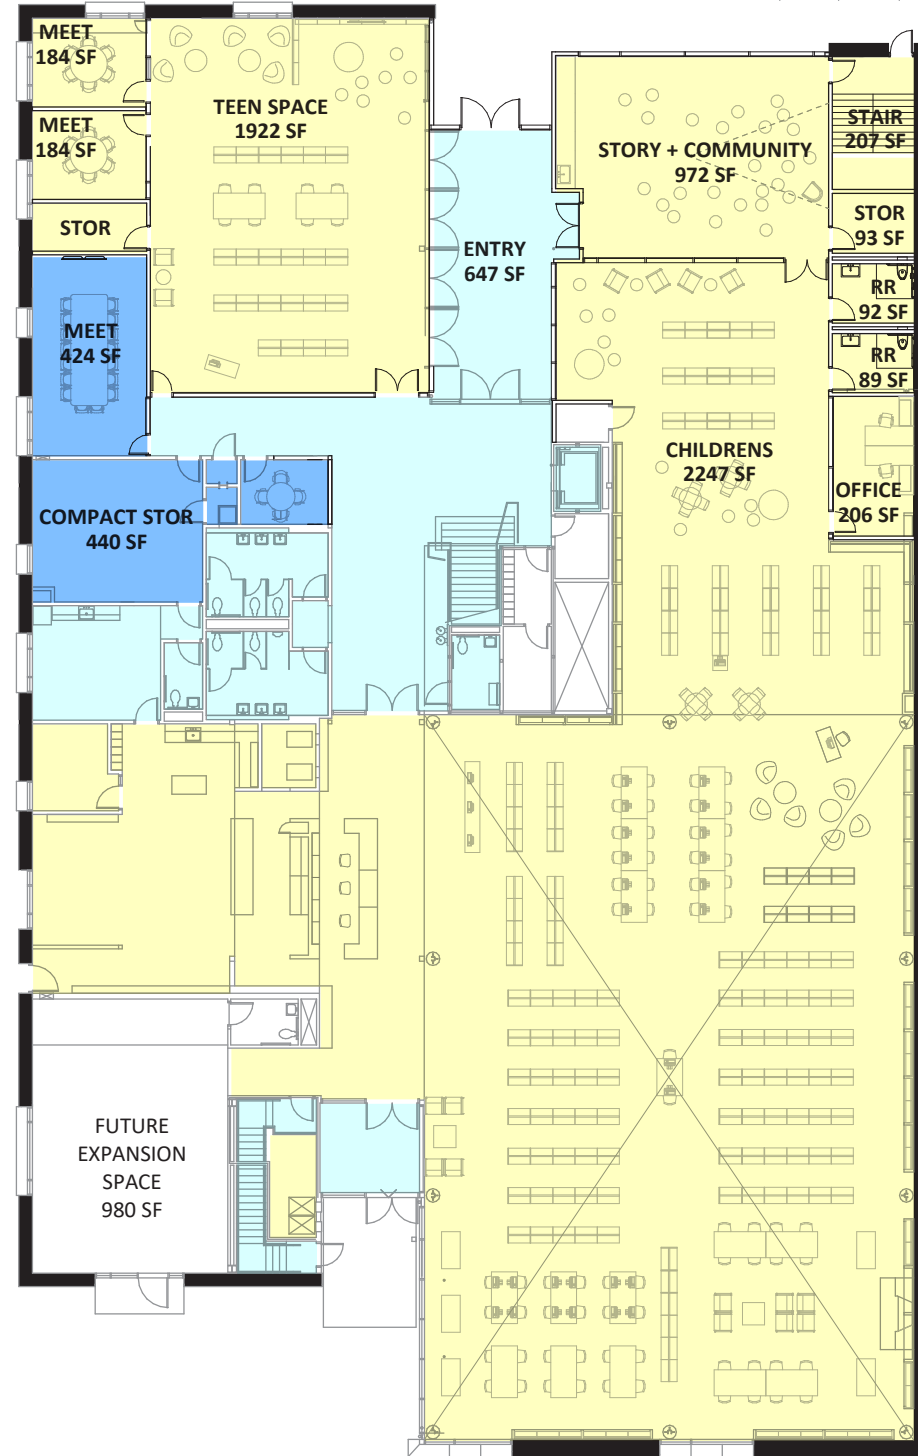 MEET
184 SF
MEET
184 SF
STOR
TEEN SPACE
1922 SF
ENTRY
647 SF
STORY + COMMUNITY
972 SF
STAIR
207 SF
STOR
93 SF
RR
92 SF
RR
89 SF
MEET
424 SF
CHILDRENS
2247 SF
OFFICE
206 SF
COMPACT STOR
440 SF
FUTURE
EXPANSION
SPACE
980 SF